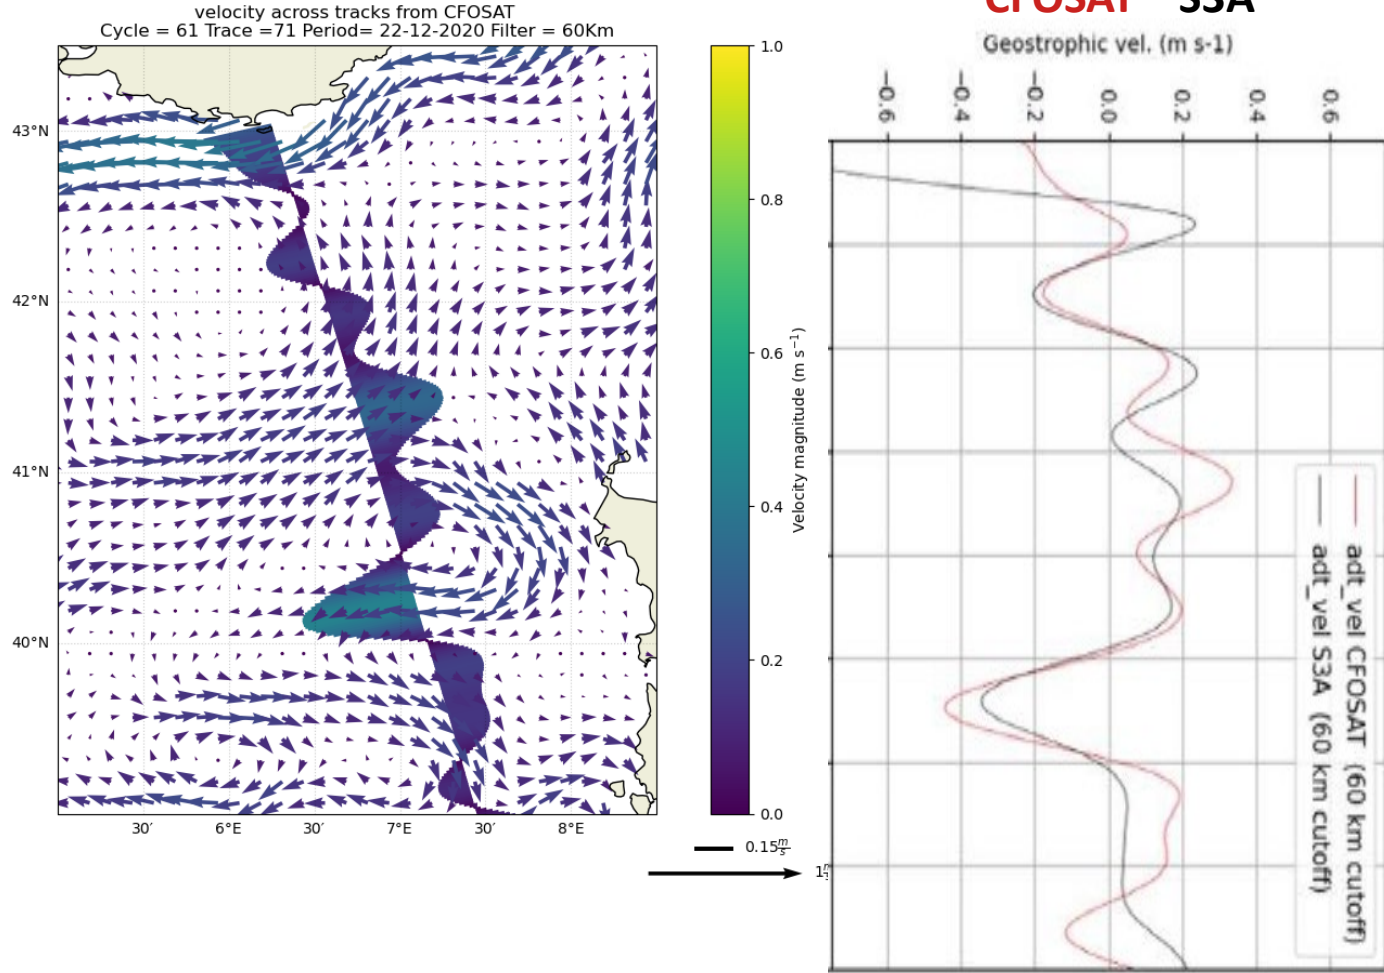 velocity across tracks from CFOSAT
Cycle = 61 Trace =71 Period= 22-12-2020 Filter = 60Km
43°N
42°N
41°N
40°N
30′
6°E
30′
7°E
30′
8°E
1.0
0.8
0.6
0.4
0.2
0.0
Velocity magnitude (m s⁻¹)
0.15 m/s
1
CFOSAT S3A
Geostrophic vel. (m s-1)
−0.6
−0.4
−0.2
0.0
0.2
0.4
0.6
adt_vel CFOSAT (60 km cutoff)
adt_vel S3A (60 km cutoff)